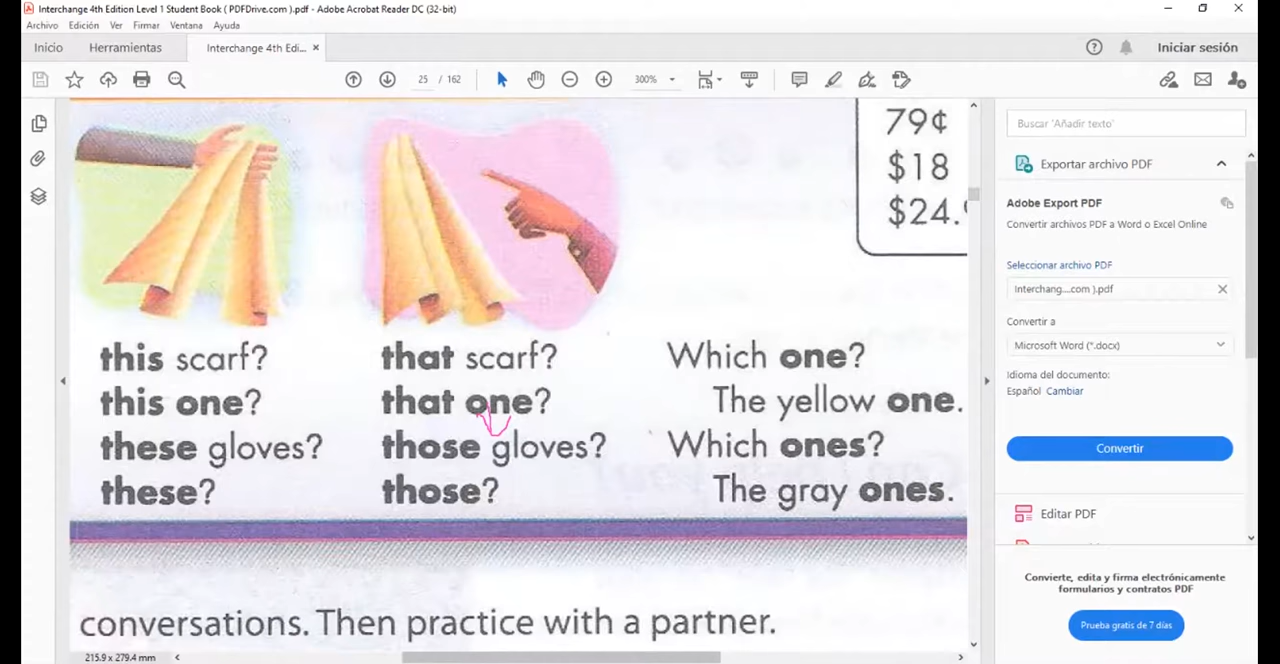 Interchange 4th Edition Level 1 Student Book ( PDFDrive.com ).pdf - Adobe Acrobat Reader DC (32-bit)
Archivo Edición Ver Firmar Ventana Ayuda
Inicio Herramientas Interchange 4th Edi... × Iniciar sesión
25 / 162 300%
79¢
$18
$24.
this scarf? that scarf? Which one?
this one? that one? The yellow one.
these gloves? those gloves? Which ones?
these? those? The gray ones.
conversations. Then practice with a partner.
215.9 x 279.4 mm
Buscar 'Añadir texto'
Exportar archivo PDF
Adobe Export PDF
Convertir archivos PDF a Word o Excel Online
Seleccionar archivo PDF
Interchang....com ).pdf
Convertir a
Microsoft Word (*.docx)
Idioma del documento:
Español Cambiar
Convertir
Editar PDF
Convierte, edita y firma electrónicamente
formularios y contratos PDF
Prueba gratis de 7 días